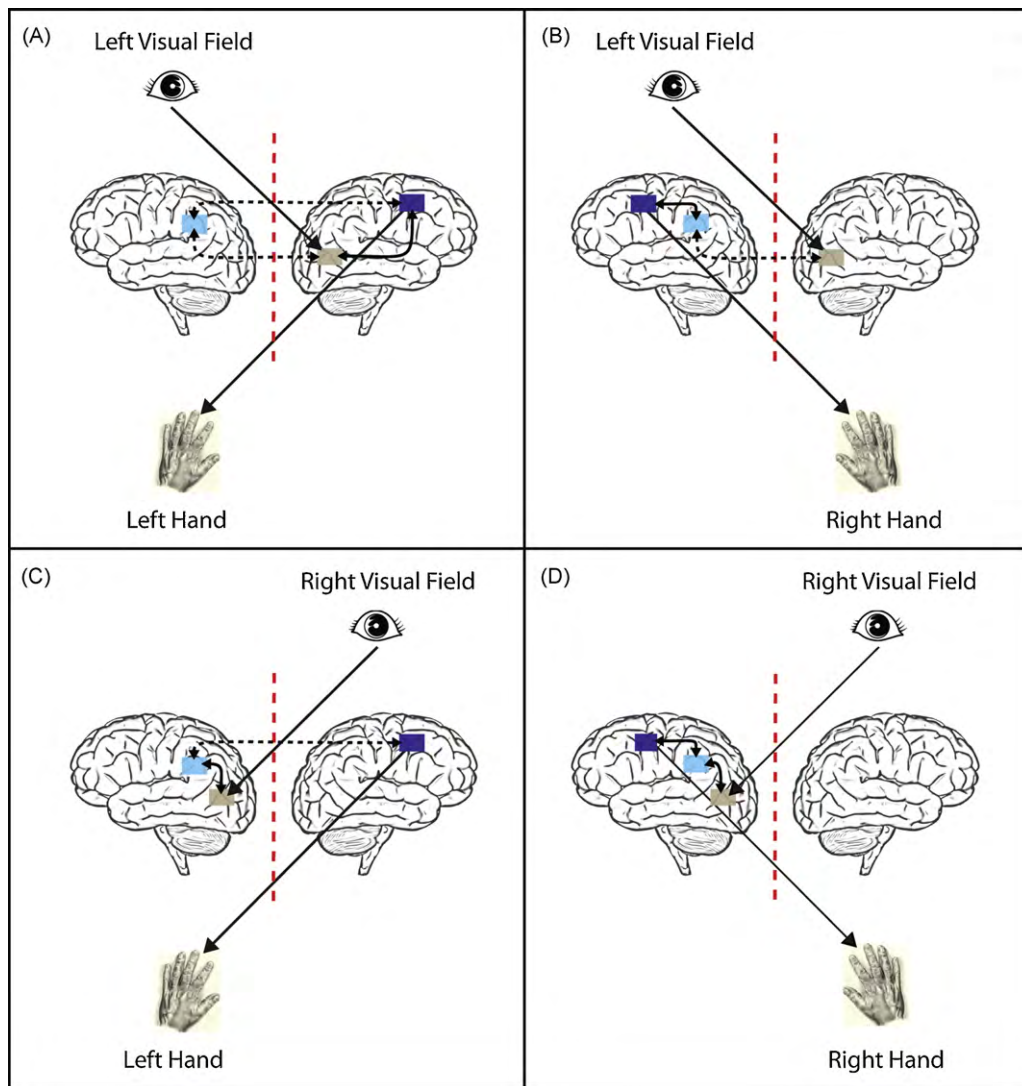 (A)
Left Visual Field
Left Hand
(B)
Left Visual Field
Right Hand
(C)
Right Visual Field
Left Hand
(D)
Right Visual Field
Right Hand